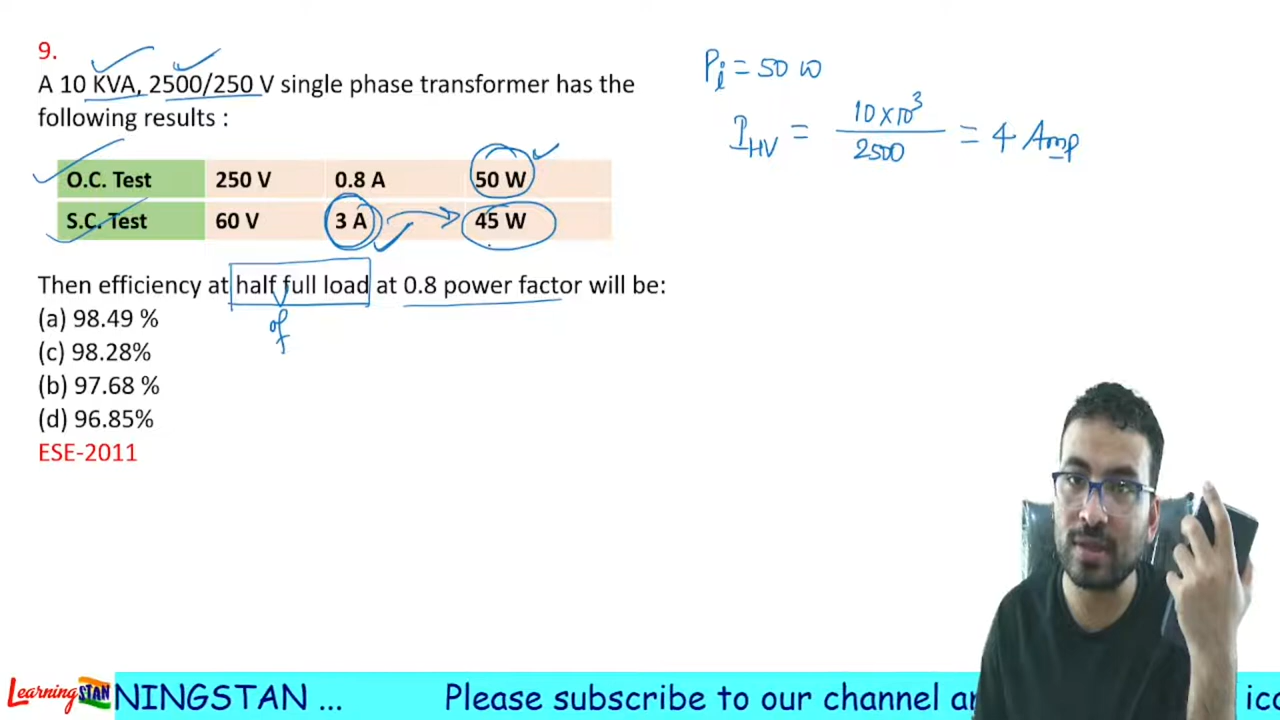 9.
A 10 KVA, 2500/250 V single phase transformer has the
following results :
O.C. Test 250 V 0.8 A 50 W
S.C. Test 60 V 3 A 45 W
Then efficiency at half full load at 0.8 power factor will be:
of
(a) 98.49 %
(c) 98.28%
(b) 97.68 %
(d) 96.85%
ESE-2011
Pi = 50 W
IHV = 10×10³ / 2500 = 4 Amp
Learning STAN
NINGSTAN ... Please subscribe to our channel an
ico